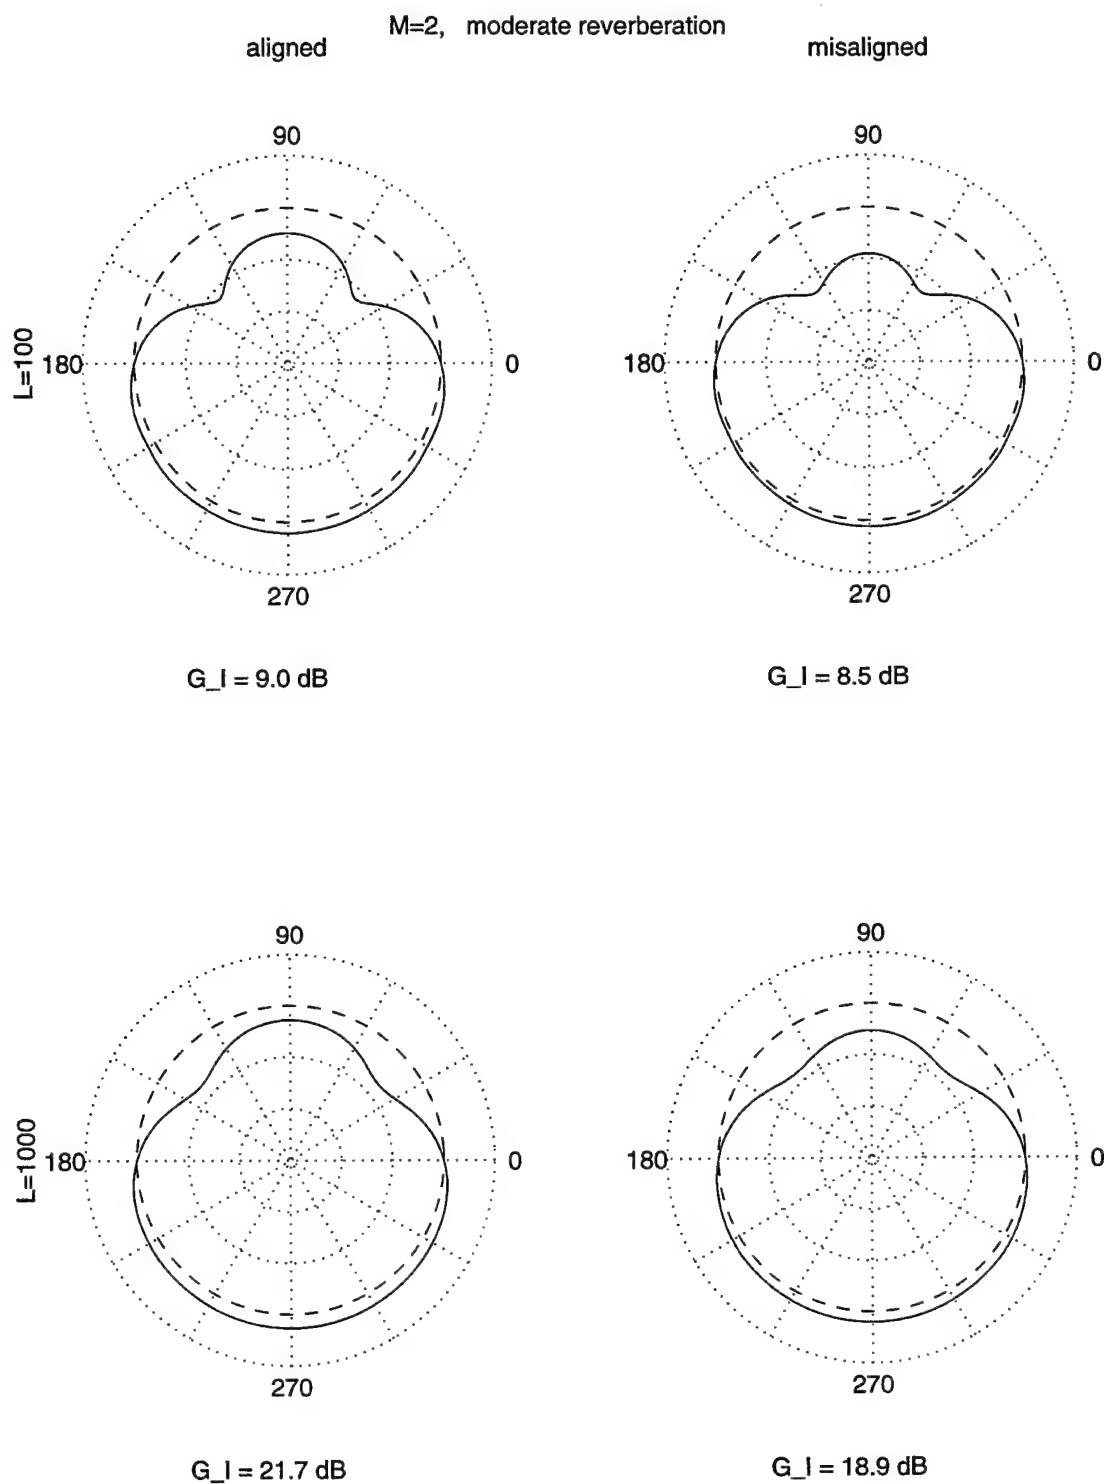 M=2, moderate reverberation
aligned
misaligned
90
90
L=100
180
0
180
0
270
270
G_I = 9.0 dB
G_I = 8.5 dB
90
90
L=1000
180
0
180
0
270
270
G_I = 21.7 dB
G_I = 18.9 dB